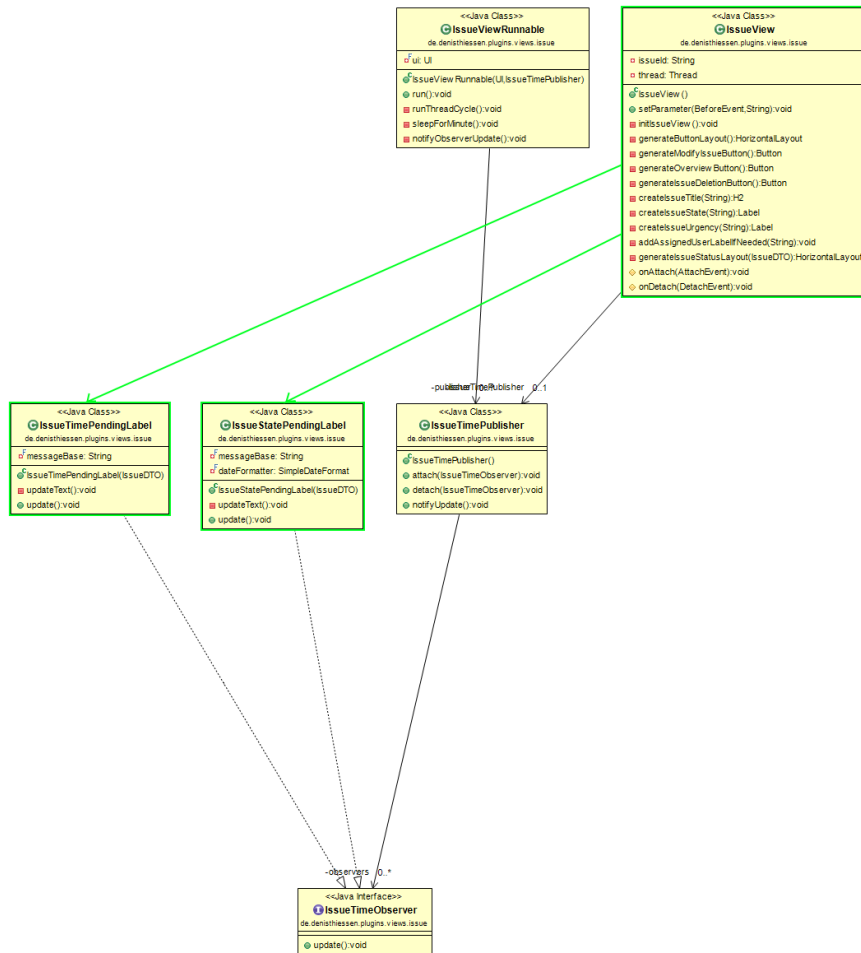 <<Java Class>>
IssueViewRunnable
de.denisthiessen.plugins.views.issue
ui: UI
IssueViewRunnable(UI,IssueTimePublisher)
run():void
runThreadCycle():void
sleepForMinute():void
notifyObserverUpdate():void
<<Java Class>>
IssueView
de.denisthiessen.plugins.views.issue
issueId: String
thread: Thread
IssueView()
setParameter(BeforeEvent,String):void
initIssueView():void
generateButtonLayout():HorizontalLayout
generateModifyIssueButton():Button
generateOverviewButton():Button
generateIssueDeletionButton():Button
createIssueTitle(String):H2
createIssueState(String):Label
createIssueUrgency(String):Label
addAssignedUserLabelIfNeeded(String):void
generateIssueStatusLayout(IssueDTO):HorizontalLayout
onAttach(AttachEvent):void
onDetach(DetachEvent):void
0..1
<<Java Class>>
IssueTimePendingLabel
de.denisthiessen.plugins.views.issue
messageBase: String
IssueTimePendingLabel(IssueDTO)
updateText():void
update():void
<<Java Class>>
IssueStatePendingLabel
de.denisthiessen.plugins.views.issue
messageBase: String
dateFormatter: SimpleDateFormat
IssueStatePendingLabel(IssueDTO)
updateText():void
update():void
<<Java Class>>
IssueTimePublisher
de.denisthiessen.plugins.views.issue
IssueTimePublisher()
attach(IssueTimeObserver):void
detach(IssueTimeObserver):void
notifyUpdate():void
-observers 0..*
<<Java Interface>>
IssueTimeObserver
de.denisthiessen.plugins.views.issue
update():void